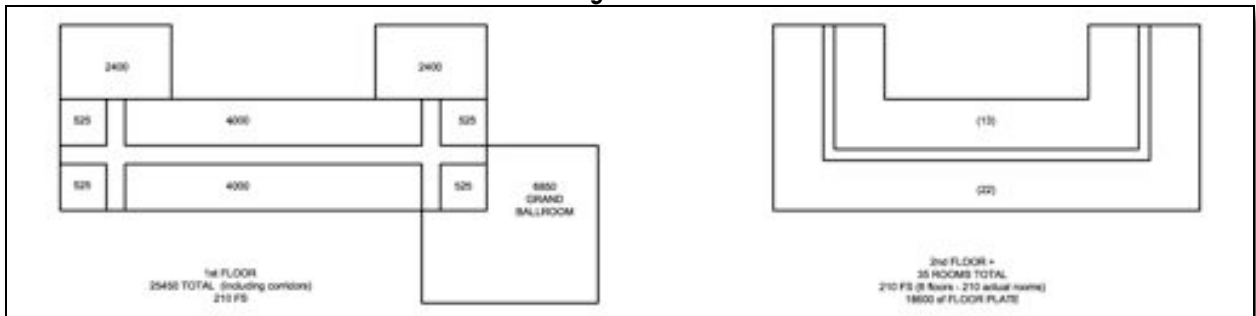 2400
2400
525
4000
525
525
4000
525
6650
GRAND
BALLROOM
1st FLOOR
25450 TOTAL (including corridors)
210 FS
(13)
(22)
2nd FLOOR +
35 ROOMS TOTAL
210 FS (6 floors - 210 actual rooms)
18600 of FLOOR PLATE